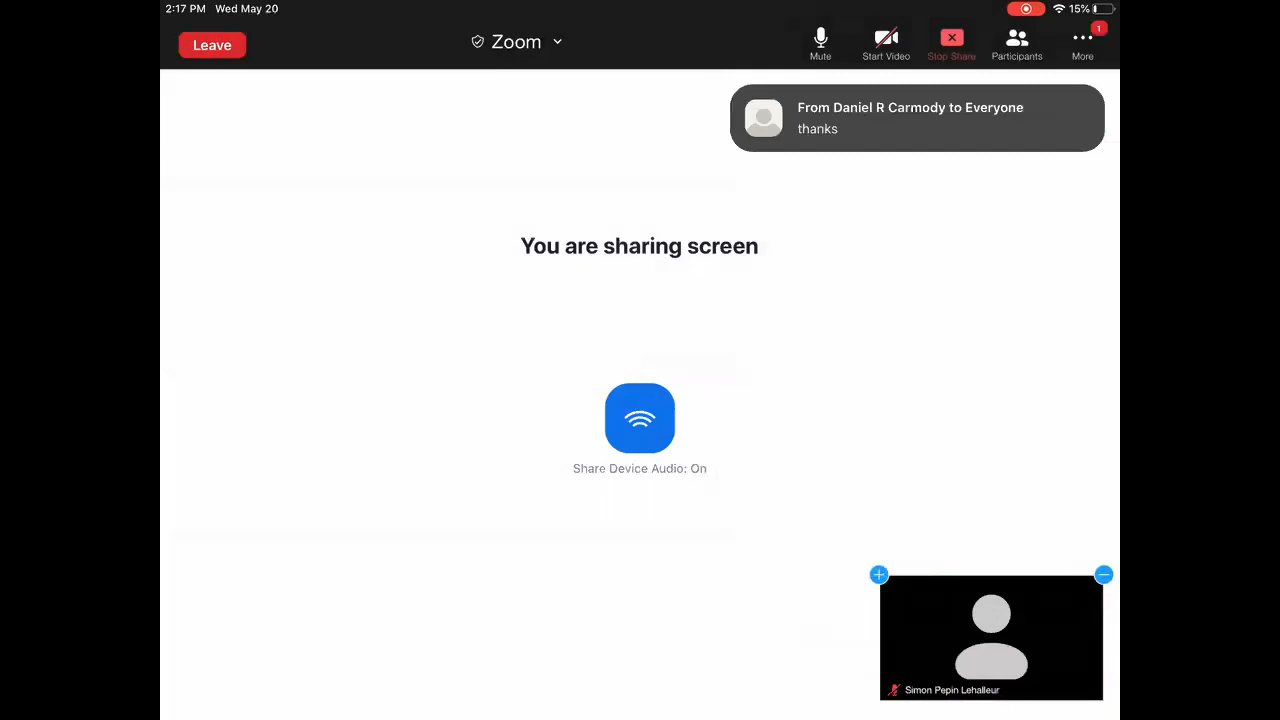 2:17 PM Wed May 20
15%
Leave
Zoom
Mute
Start Video
Stop Share
Participants
More
1
From Daniel R Carmody to Everyone
thanks
You are sharing screen
Share Device Audio: On
Simon Pepin Lehalleur